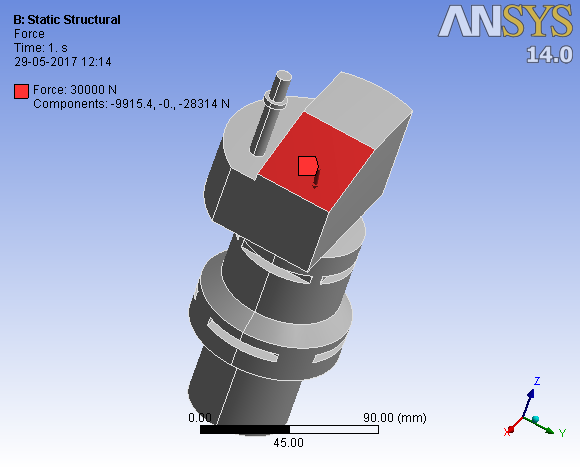 B: Static Structural
Force
Time: 1. s
29-05-2017 12:14
Force: 30000 N
Components: -9915.4, -0., -28314 N
ANSYS
14.0
0.00
90.00 (mm)
45.00
Z
X
Y